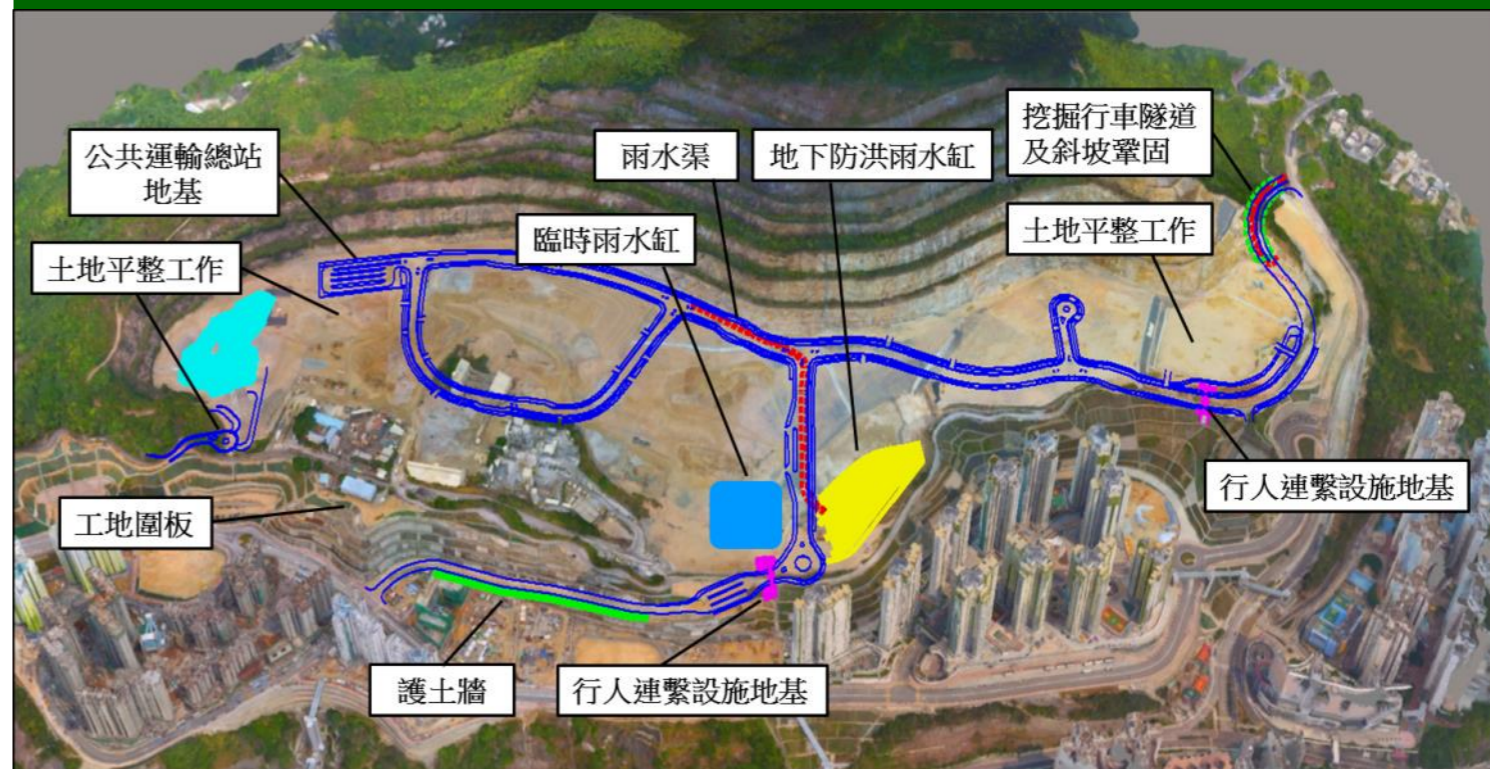 挖掘行車隧道
及斜坡鞏固
公共運輸總站
地基
雨水渠
地下防洪雨水缸
臨時雨水缸
土地平整工作
土地平整工作
行人連繫設施地基
工地圍板
護土牆
行人連繫設施地基